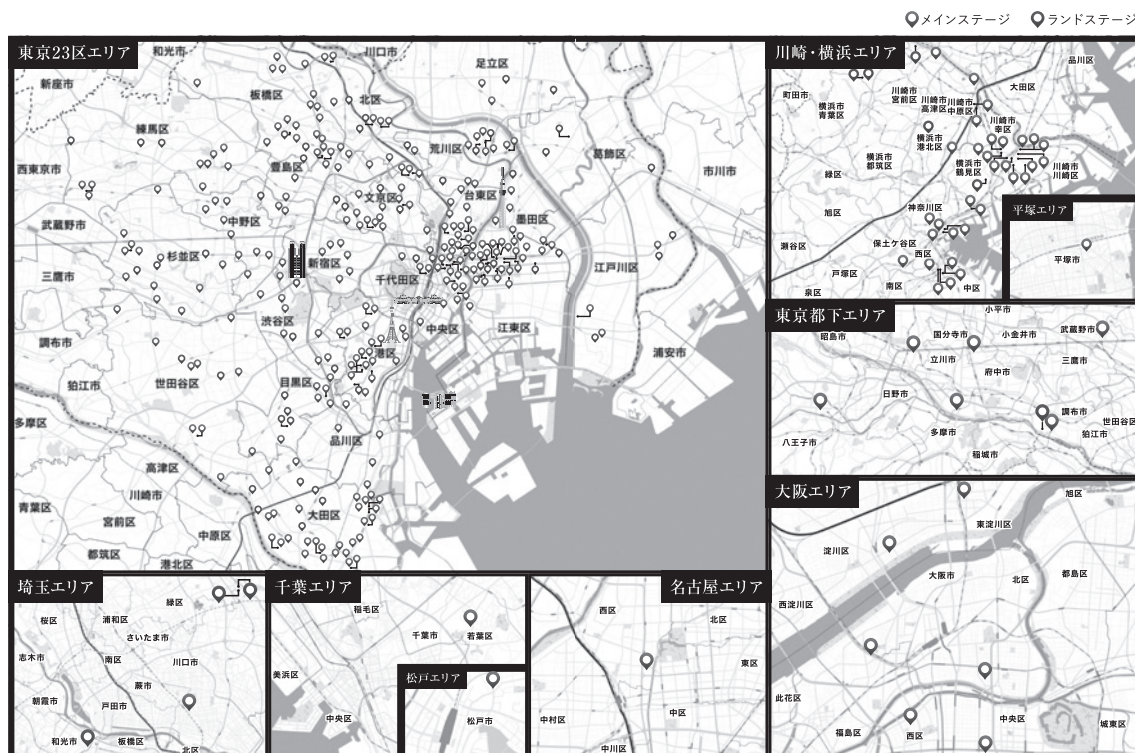 メインステージ
ランドステージ
東京23区エリア
和光市
川口市
足立区
新座市
板橋区
北区
練馬区
荒川区
葛飾区
西東京市
豊島区
市川市
文京区
台東区
武蔵野市
中野区
墨田区
杉並区
新宿区
三鷹市
千代田区
江戸川区
渋谷区
中央区
江東区
調布市
港区
浦安市
狛江市
世田谷区
目黒区
多摩区
品川区
高津区
川崎市
青葉区
宮前区
大田区
中原区
都筑区
港北区
川崎・横浜エリア
品川区
町田市
川崎市
宮前区
川崎市
高津区
川崎市
中原区
大田区
横浜市
青葉区
川崎市
幸区
横浜市
港北区
横浜市
都筑区
横浜市
鶴見区
川崎市
川崎区
緑区
旭区
神奈川区
瀬谷区
保土ケ谷区
西区
戸塚区
南区
中区
泉区
平塚エリア
平塚市
東京都下エリア
小平市
昭島市
国分寺市
小金井市
武蔵野市
立川市
三鷹市
府中市
日野市
調布市
世田谷区
多摩市
狛江市
八王子市
稲城市
大阪エリア
旭区
東淀川区
淀川区
大阪市
北区
都島区
西淀川区
此花区
福島区
西区
中央区
城東区
埼玉エリア
緑区
桜区
浦和区
さいたま市
志木市
南区
川口市
蕨市
朝霞市
戸田市
和光市
板橋区
北区
千葉エリア
稲毛区
千葉市
若葉区
美浜区
中央区
松戸エリア
松戸市
名古屋エリア
西区
北区
東区
中村区
中区
中川区